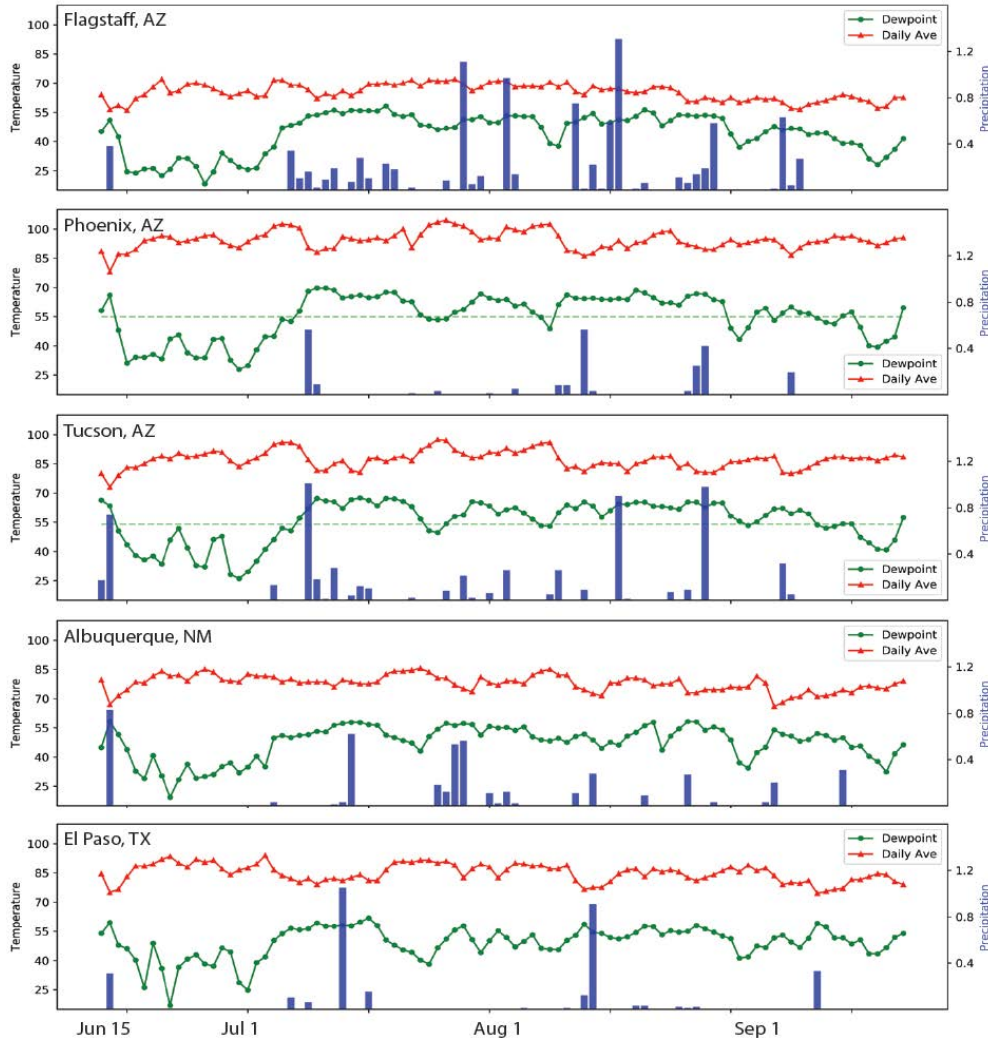 Flagstaff, AZ
Dewpoint
Daily Ave
100
85
70
55
40
25
Temperature
1.2
0.8
0.4
Precipitation
Phoenix, AZ
100
85
70
55
40
25
Temperature
1.2
0.8
0.4
Precipitation
Dewpoint
Daily Ave
Tucson, AZ
100
85
70
55
40
25
Temperature
1.2
0.8
0.4
Precipitation
Dewpoint
Daily Ave
Albuquerque, NM
Dewpoint
Daily Ave
100
85
70
55
40
25
Temperature
1.2
0.8
0.4
Precipitation
El Paso, TX
Dewpoint
Daily Ave
100
85
70
55
40
25
Temperature
1.2
0.8
0.4
Precipitation
Jun 15 Jul 1 Aug 1 Sep 1